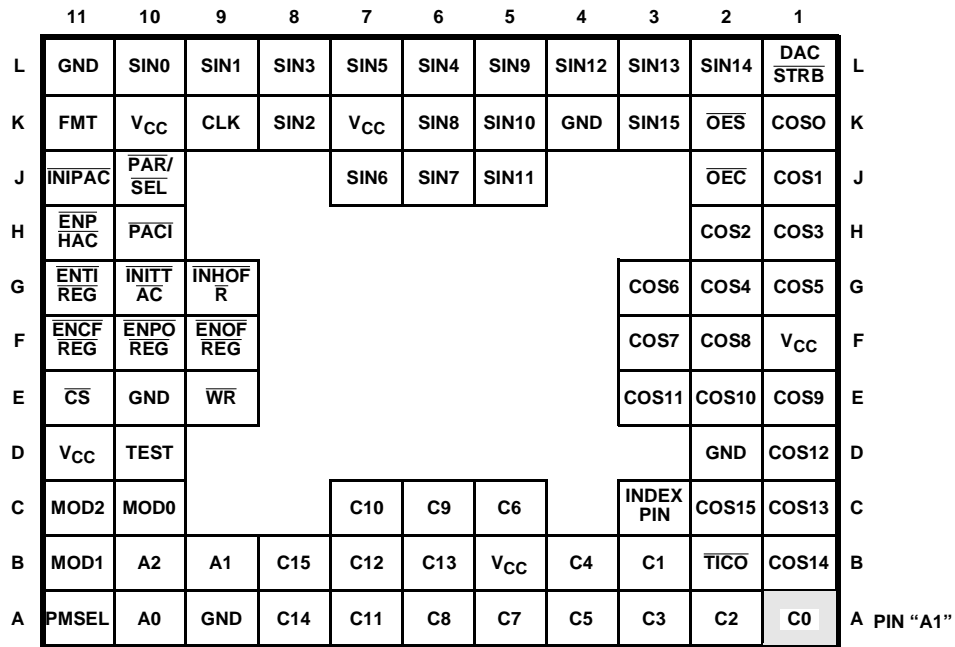 11 10 9 8 7 6 5 4 3 2 1
L GND SIN0 SIN1 SIN3 SIN5 SIN4 SIN9 SIN12 SIN13 SIN14 DAC STRB L
K FMT VCC CLK SIN2 VCC SIN8 SIN10 GND SIN15 OES COSO K
J INIPAC PAR/ SEL SIN6 SIN7 SIN11 OEC COS1 J
H ENP HAC PACI COS2 COS3 H
G ENTI REG INITT AC INHOF R COS6 COS4 COS5 G
F ENCF REG ENPO REG ENOF REG COS7 COS8 VCC F
E CS GND WR COS11 COS10 COS9 E
D VCC TEST GND COS12 D
C MOD2 MOD0 C10 C9 C6 INDEX PIN COS15 COS13 C
B MOD1 A2 A1 C15 C12 C13 VCC C4 C1 TICO COS14 B
A PMSEL A0 GND C14 C11 C8 C7 C5 C3 C2 C0 A PIN “A1”